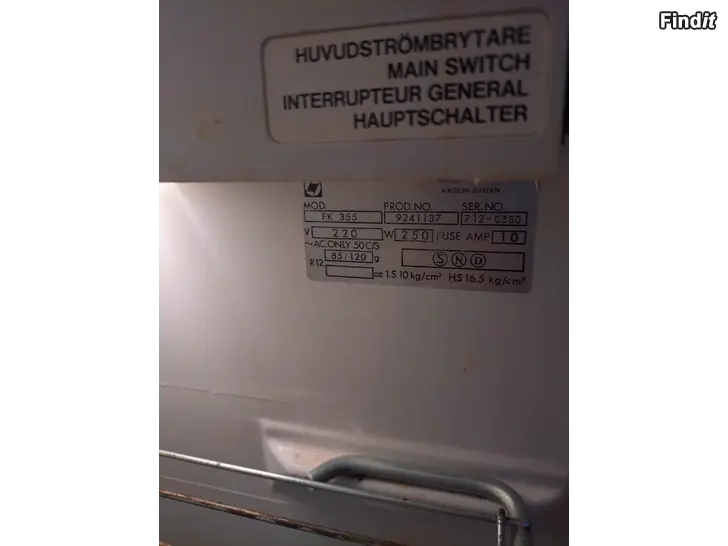 Findit
HUVUDSTRÖMBRYTARE
MAIN SWITCH
INTERRUPTEUR GENERAL
HAUPTSCHALTER
MADE IN SWEDEN
MOD. PROD.NO. SER.NO.
FK 355 9241137 712-0380
V 220 W 250 FUSE AMP 10
~AC.ONLY 50C/S
R12 85/120 g S N D
oz LS 10 kg/cm² HS 16.5 kg/cm²